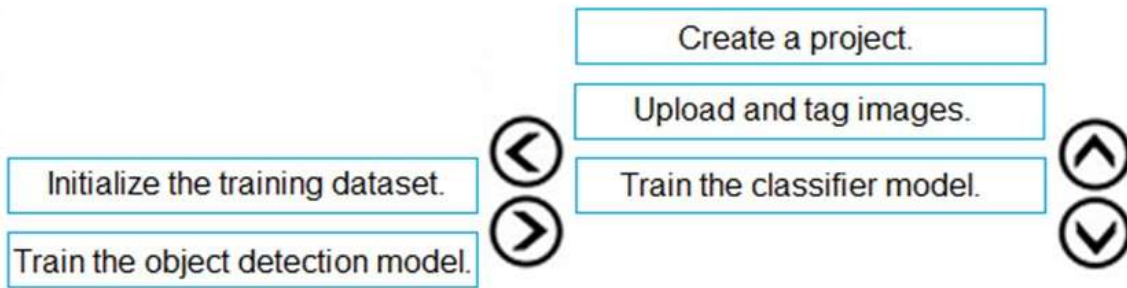 Create a project.
Upload and tag images.
Initialize the training dataset.
Train the classifier model.
Train the object detection model.